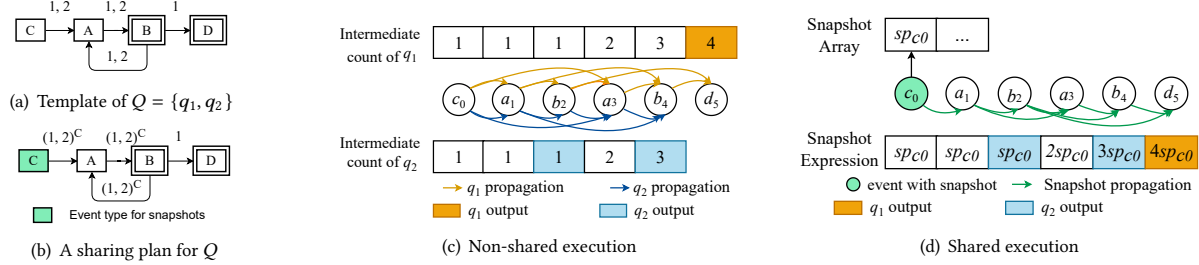 1, 2
1, 2
1
C
A
B
D
1, 2
(a) Template of Q = {q1, q2}
(1, 2)^C
(1, 2)^C
1
C
A
B
D
(1, 2)^C
Event type for snapshots
(b) A sharing plan for Q
Intermediate
count of q1
1 1 1 2 3 4
c0 a1 b2 a3 b4 d5
Intermediate
count of q2
1 1 1 2 3
q1 propagation
q2 propagation
q1 output
q2 output
(c) Non-shared execution
Snapshot
Array
spc0 ...
c0 a1 b2 a3 b4 d5
Snapshot
Expression
spc0 spc0 spc0 2spc0 3spc0 4spc0
event with snapshot
Snapshot propagation
q1 output
q2 output
(d) Shared execution